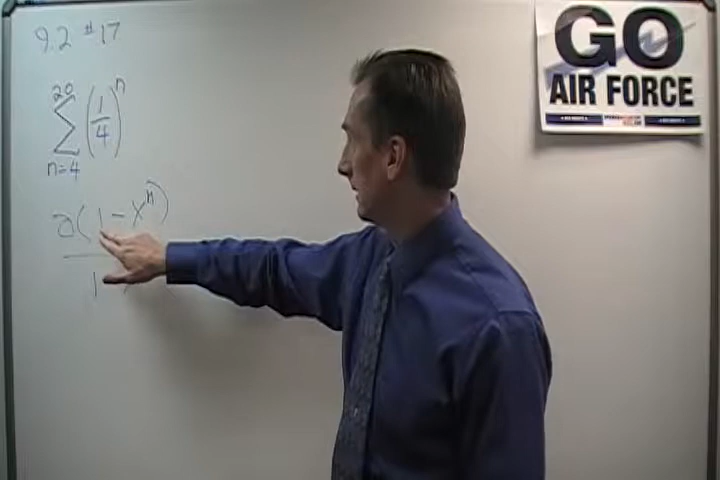 9.2 #17
20
∑ (1/4)^n
n=4
a(1-x^n)
1
GO
AIR FORCE